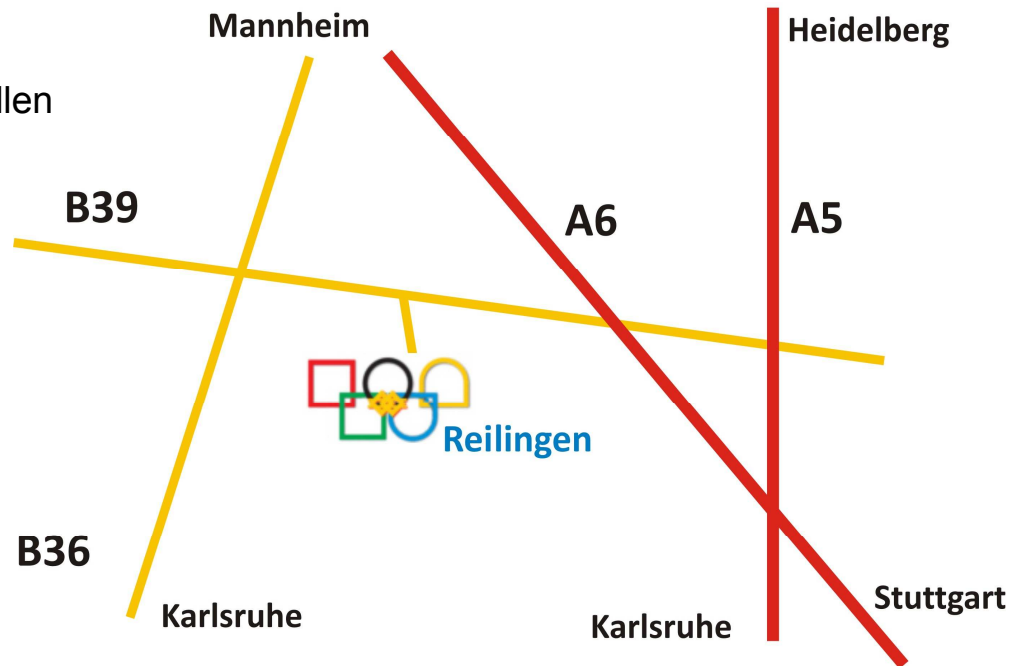 Mannheim
Heidelberg
llen
B39
A6
A5
Reilingen
B36
Karlsruhe
Karlsruhe
Stuttgart